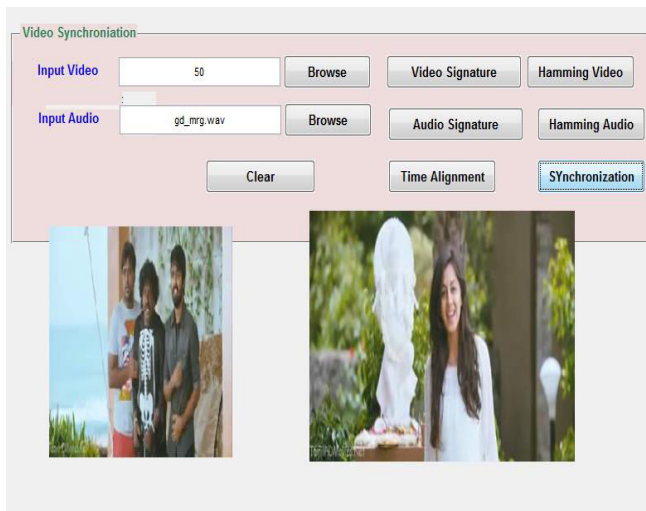 Video Synchroniation
Input Video 50 Browse Video Signature Hamming Video
:
Input Audio gd_mrg.wav Browse Audio Signature Hamming Audio
Clear Time Alignment SYnchronization